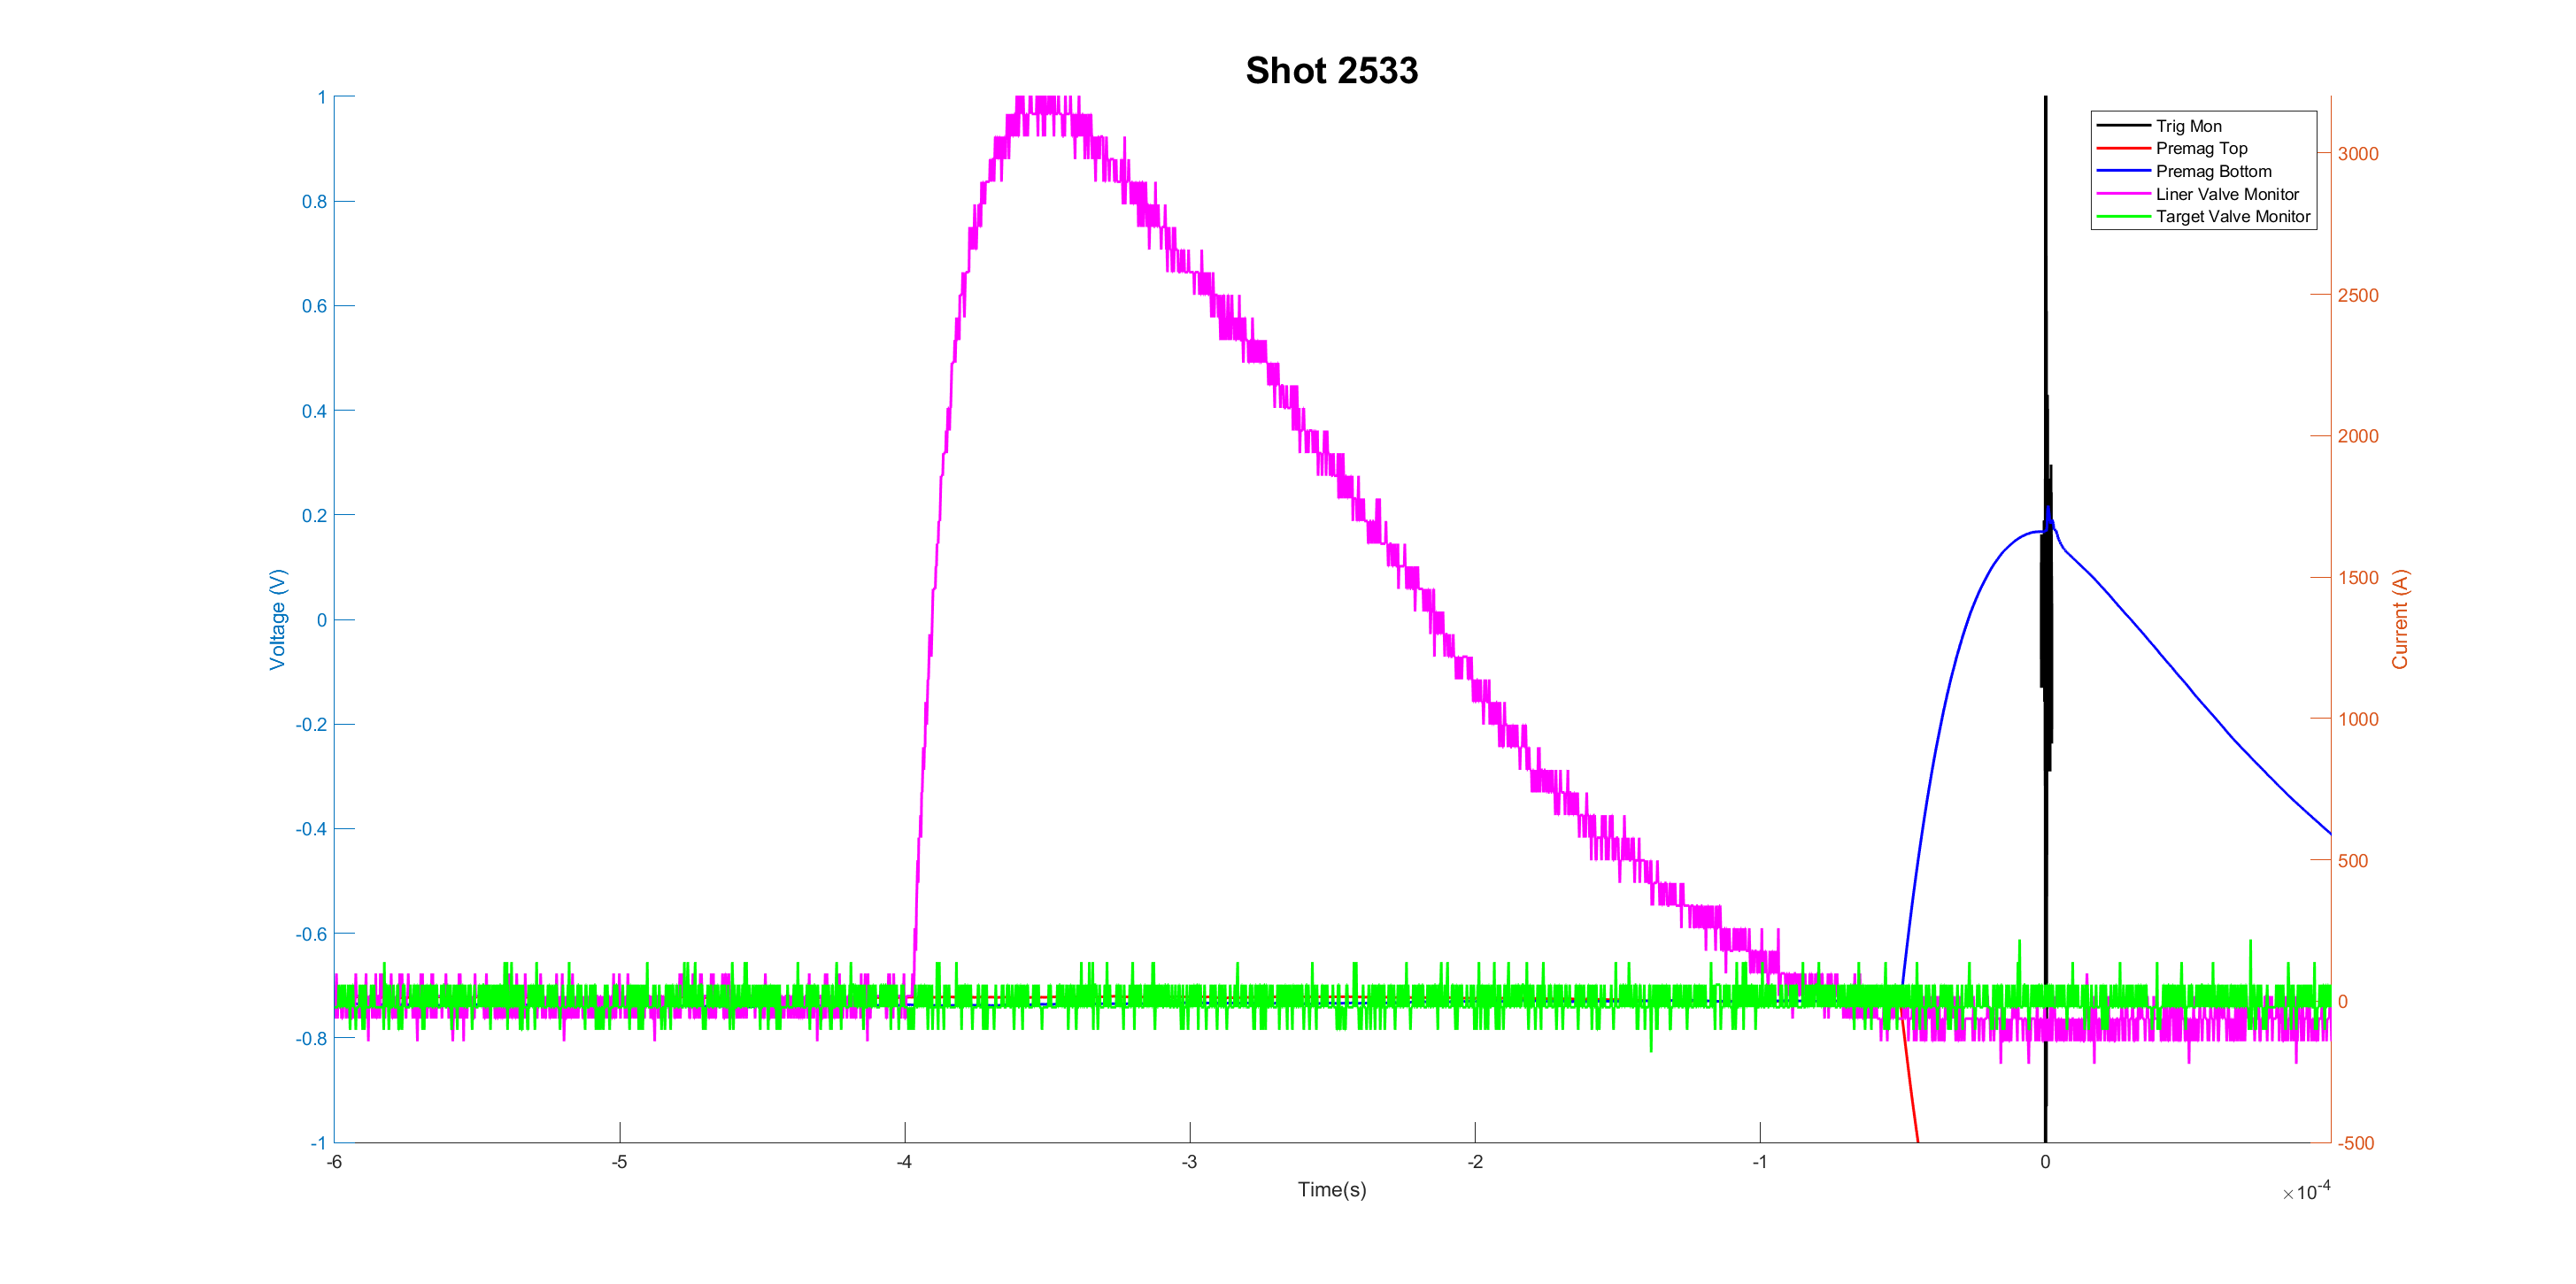 Shot 2533
Voltage (V)
1
0.8
0.6
0.4
0.2
0
-0.2
-0.4
-0.6
-0.8
-1
Trig Mon
Premag Top
Premag Bottom
Liner Valve Monitor
Target Valve Monitor
3000
2500
2000
1500
1000
500
0
-500
Current (A)
-6 -5 -4 -3 -2 -1 0
Time(s)
×10-4